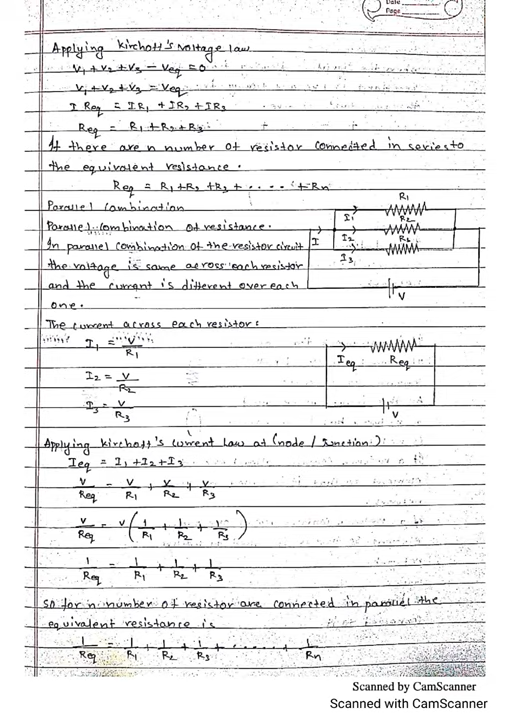 Date
Page
Applying Kirchoff's Voltage law
V₁ + V₂ + V₃ - Veq = 0
V₁ + V₂ + V₃ = Veq
I Req = IR₁ + IR₂ + IR₃
Req = R₁ + R₂ + R₃
If there are n number of resistor connected in series to
the equivalent resistance.
Req = R₁ + R₂ + R₃ + ..... + Rn
Parallel Combination
Parallel combination of resistance.
In parallel combination of the resistor circuit
the voltage is same across each resistor
and the current is different over each
one.
R₁
I₁
R₂
I
I₂
R₃
I₃
V
The current across each resistor:
I₁ = V/R₁
I₂ = V/R₂
I₃ = V/R₃
Ieq Req
V
Applying Kirchoff's current Law at (node / Junction)
Ieq = I₁ + I₂ + I₃
V/Req = V/R₁ + V/R₂ + V/R₃
V/Req = V(1/R₁ + 1/R₂ + 1/R₃)
1/Req = 1/R₁ + 1/R₂ + 1/R₃
So for n number of resistor are connected in parallel the
equivalent resistance is
1/Req = 1/R₁ + 1/R₂ + 1/R₃ + ...... + 1/Rn
Scanned by CamScanner
Scanned with CamScanner